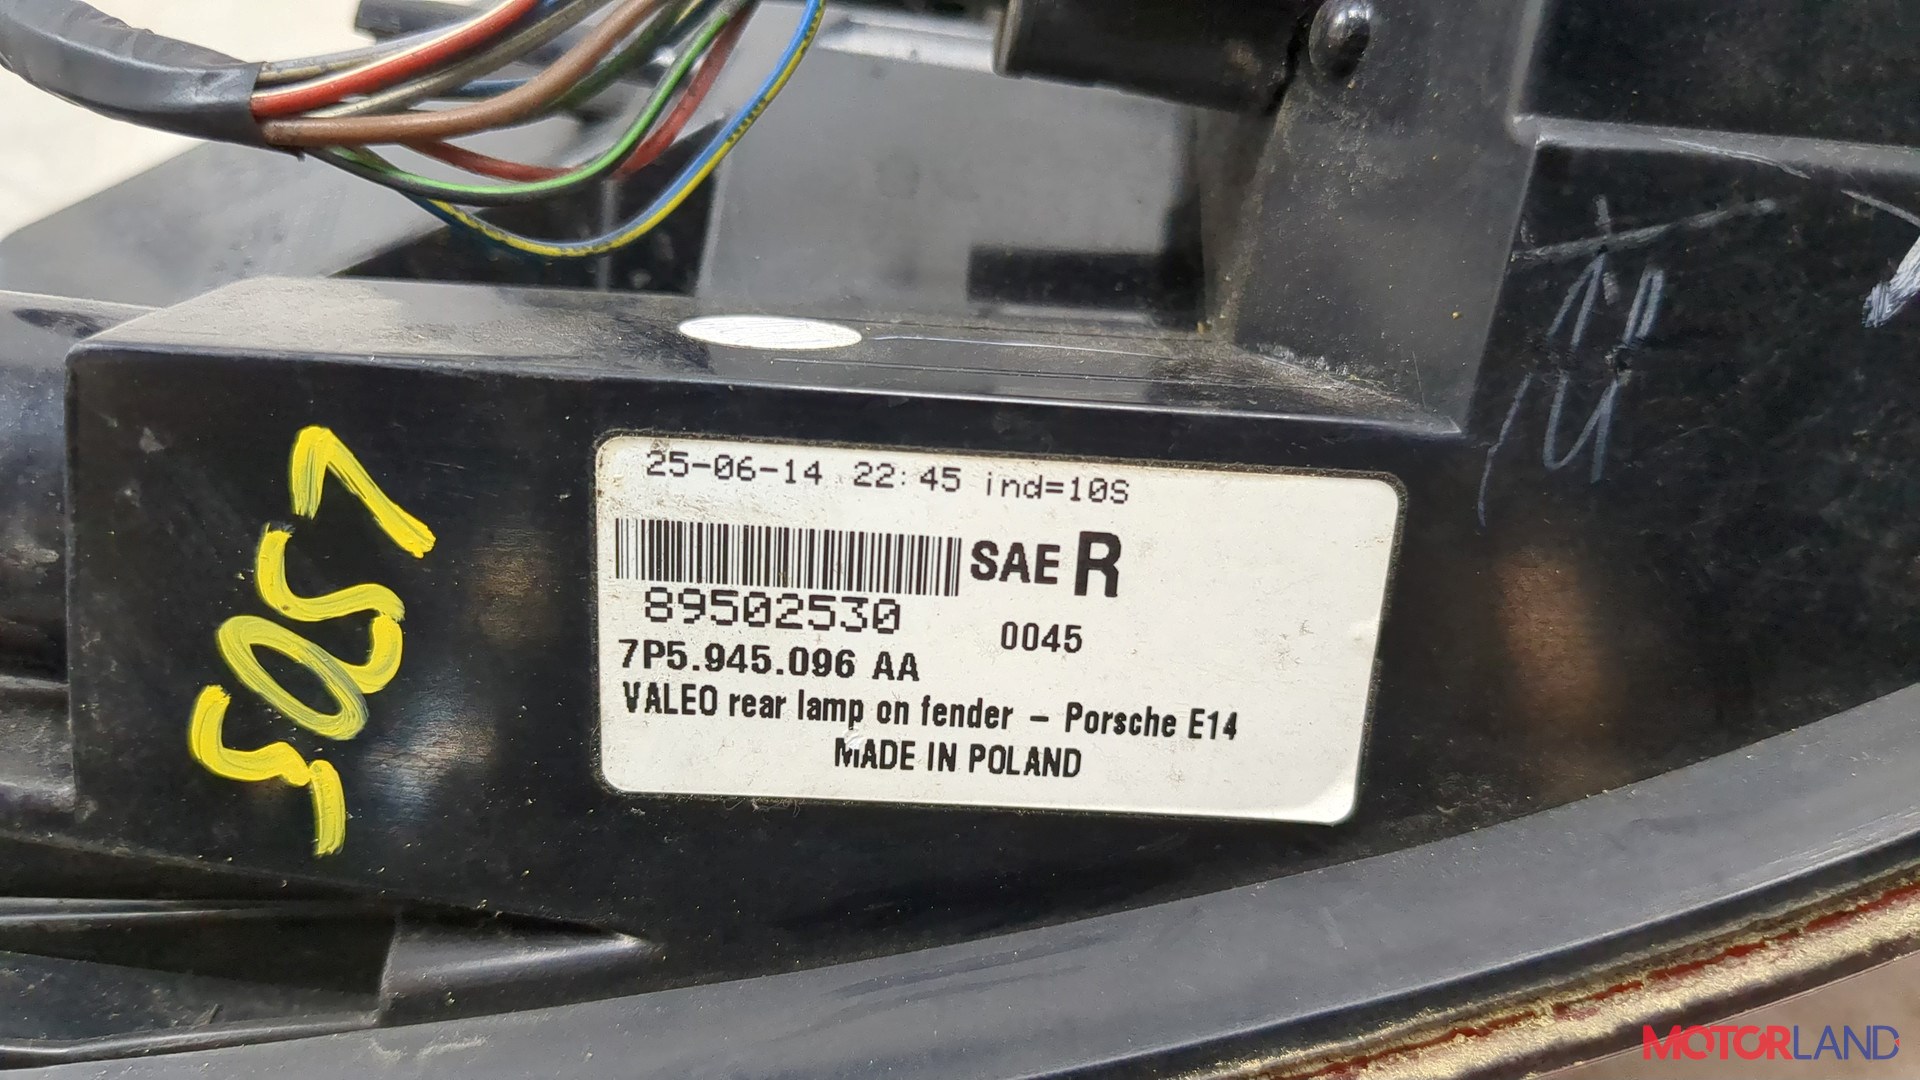 25-06-14 22:45 ind=10S
SAE R
89502530
0045
7P5.945.096 AA
VALEO rear lamp on fender – Porsche E14
MADE IN POLAND
MOTORLAND